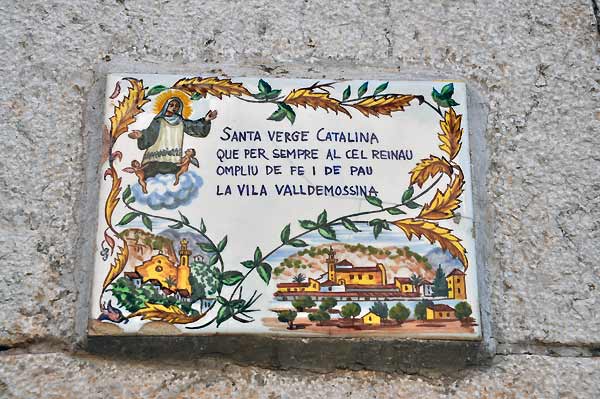 SANTA VERGE CATALINA
QUE PER SEMPRE AL CEL REINAU
OMPLIU DE FE I DE PAU
LA VILA VALLDEMOSSINA